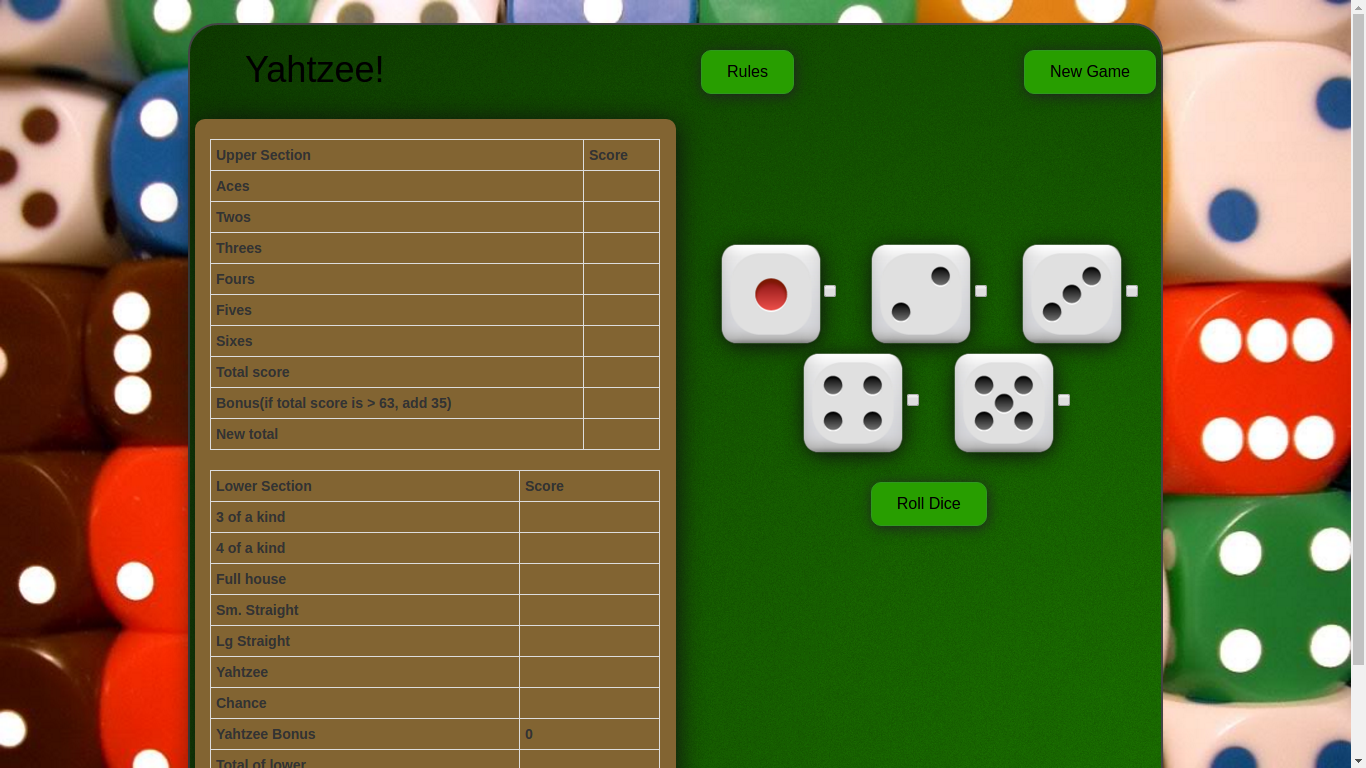 Yahtzee!
Rules
New Game
Upper Section Score
Aces
Twos
Threes
Fours
Fives
Sixes
Total score
Bonus(if total score is > 63, add 35)
New total
Lower Section Score
3 of a kind
4 of a kind
Full house
Sm. Straight
Lg Straight
Yahtzee
Chance
Yahtzee Bonus 0
Total of lower
Roll Dice